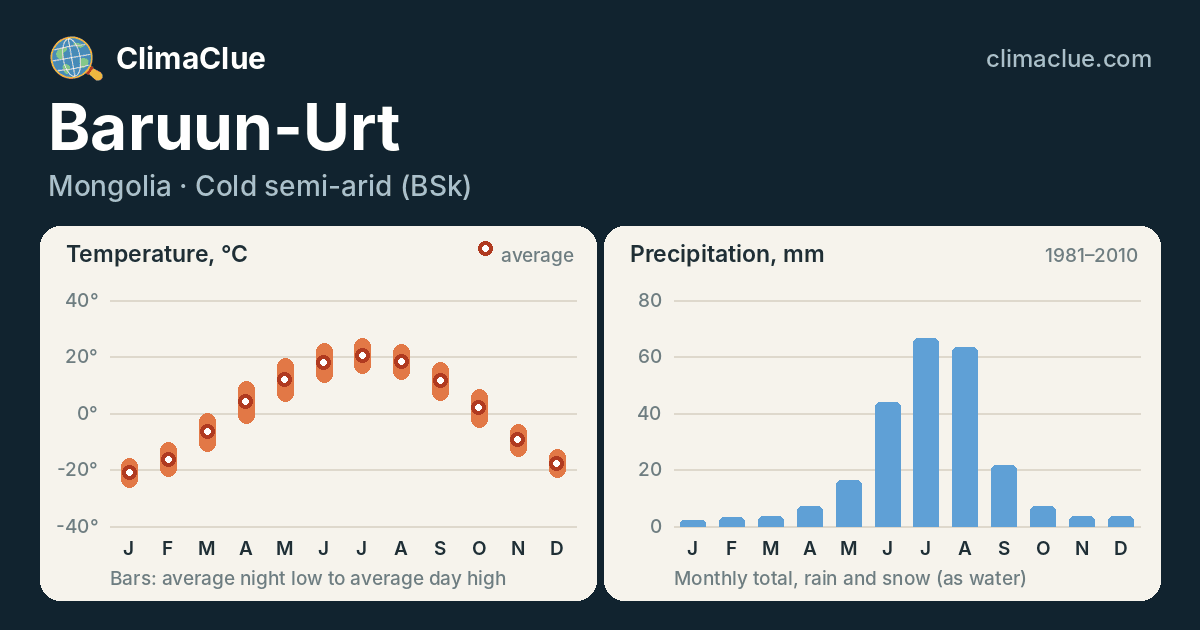 ClimaClue
climaclue.com
Baruun-Urt
Mongolia · Cold semi-arid (BSk)
Temperature, °C
average
40°
20°
0°
-20°
-40°
J F M A M J J A S O N D
Bars: average night low to average day high
Precipitation, mm
1981–2010
80
60
40
20
0
J F M A M J J A S O N D
Monthly total, rain and snow (as water)